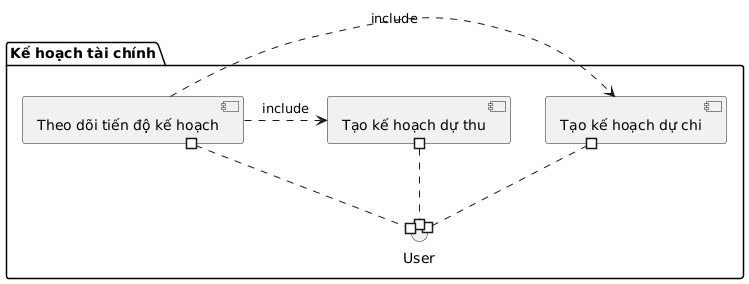 include
Kế hoạch tài chính
include
Theo dõi tiến độ kế hoạch
Tạo kế hoạch dự thu
Tạo kế hoạch dự chi
User